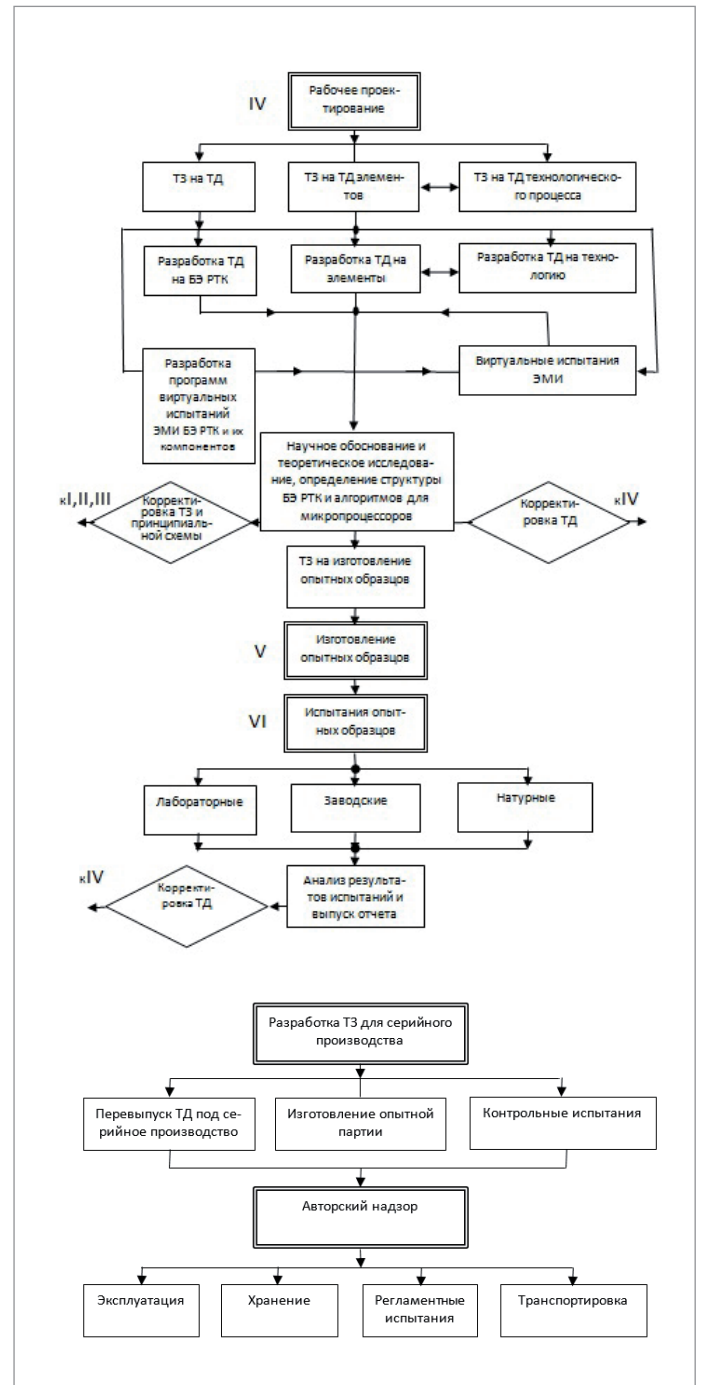 IV
Рабочее проек-
тирование
ТЗ на ТД
ТЗ на ТД элемен-
тов
ТЗ на ТД технологическо-
го процесса
Разработка ТД
на БЭ РТК
Разработка ТД на
элементы
Разработка ТД на техно-
логию
Разработка
программ
виртуальных
испытаний
ЭМИ БЭ РТК и их
компонентов
Виртуальные испытания
ЭМИ
Научное обоснование и
теоретическое исследова-
ние, определение структуры
БЭ РТК и алгоритмов для
микропроцессоров
кI,II,III
Корректи-
ровка ТЗ и
принципиаль-
ной схемы
Корректи-
ровка ТД
кIV
ТЗ на изготовление
опытных образцов
V
Изготовление
опытных образцов
VI
Испытания опыт-
ных образцов
Лабораторные
Заводские
Натурные
кIV
Корректи-
ровка ТД
Анализ результа-
тов испытаний и
выпуск отчета
Разработка ТЗ для серийного
производства
Перевыпуск ТД под се-
рийное производство
Изготовление опытной
партии
Контрольные испытания
Авторский надзор
Эксплуатация
Хранение
Регламентные
испытания
Транспортировка